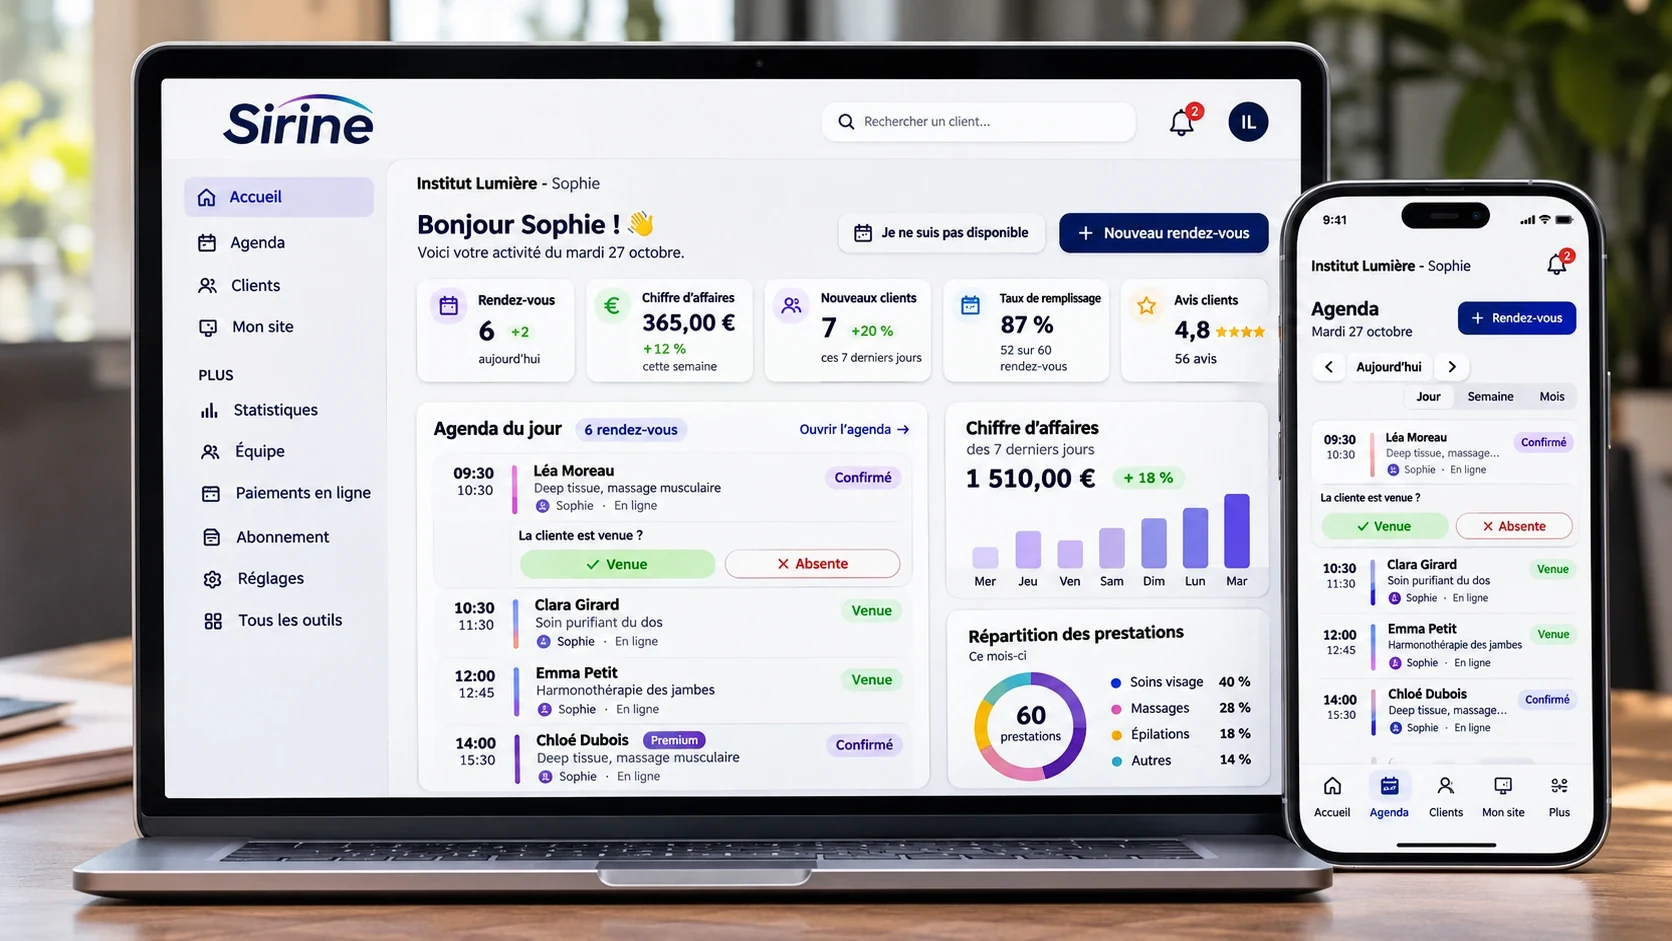 Sirine
Rechercher un client...
2
IL
Accueil
Agenda
Clients
Mon site
PLUS
Statistiques
Équipe
Paiements en ligne
Abonnement
Réglages
Tous les outils
Institut Lumière - Sophie
Bonjour Sophie ! 👋
Voici votre activité du mardi 27 octobre.
Je ne suis pas disponible
+ Nouveau rendez-vous
Rendez-vous
6 +2
aujourd'hui
Chiffre d'affaires
365,00 €
+12 %
cette semaine
Nouveaux clients
7 +20 %
ces 7 derniers jours
Taux de remplissage
87 %
52 sur 60
rendez-vous
Avis clients
4,8 ★★★★
56 avis
Agenda du jour 6 rendez-vous Ouvrir l'agenda →
09:30 Léa Moreau Confirmé
10:30 Deep tissue, massage musculaire
Sophie · En ligne
La cliente est venue ?
✓ Venue ✕ Absente
10:30 Clara Girard Venue
11:30 Soin purifiant du dos
Sophie · En ligne
12:00 Emma Petit Venue
12:45 Harmonothérapie des jambes
Sophie · En ligne
14:00 Chloé Dubois Premium Confirmé
15:30 Deep tissue, massage musculaire
Sophie · En ligne
Chiffre d'affaires
des 7 derniers jours
1 510,00 € + 18 %
Mer Jeu Ven Sam Dim Lun Mar
Répartition des prestations
Ce mois-ci
60
prestations
Soins visage 40 %
Massages 28 %
Épilations 18 %
Autres 14 %
9:41
Institut Lumière - Sophie
2
Agenda
Mardi 27 octobre
+ Rendez-vous
< Aujourd'hui >
Jour Semaine Mois
09:30 Léa Moreau Confirmé
10:30 Deep tissue, massage...
Sophie · En ligne
La cliente est venue ?
✓ Venue ✕ Absente
10:30 Clara Girard Venue
11:30 Soin purifiant du dos
Sophie · En ligne
12:00 Emma Petit Venue
12:45 Harmonothérapie des jambes
Sophie · En ligne
14:00 Chloé Dubois Confirmé
15:30 Deep tissue, massage...
Sophie · En ligne
Accueil Agenda Clients Mon site Plus